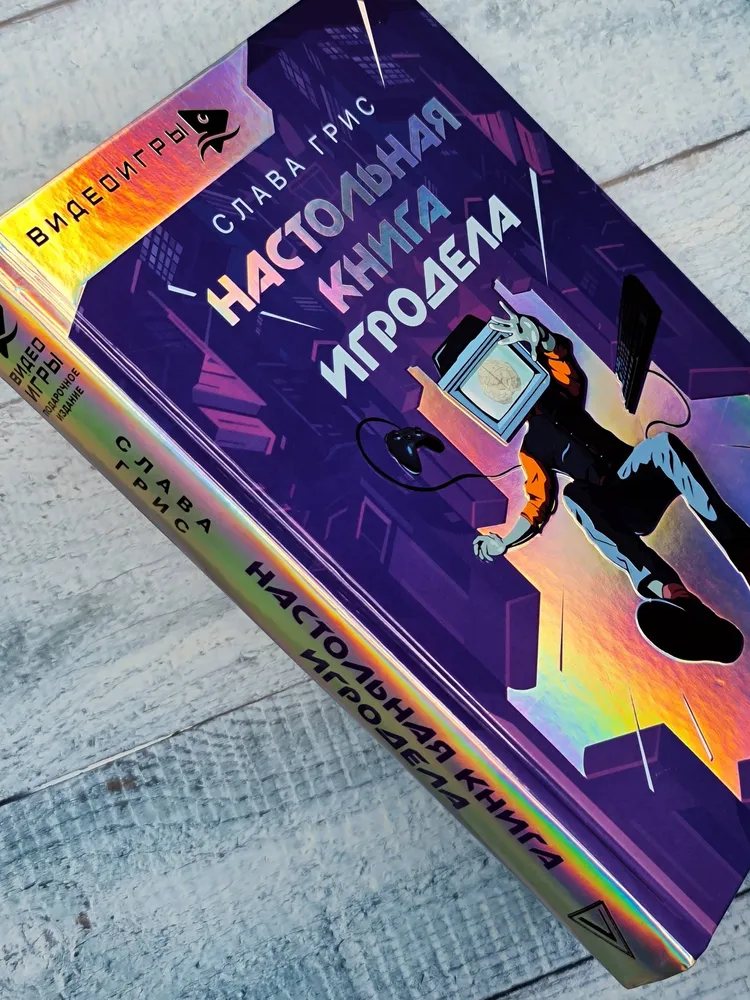 ВИДЕОИГРЫ
СЛАВА ГРИС
НАСТОЛЬНАЯ
КНИГА
ИГРОДЕЛА
ВИДЕО
ИГРЫ
ПОДАРОЧНОЕ
ИЗДАНИЕ
СЛАВА
ГРИС
НАСТОЛЬНАЯ КНИГА
ИГРОДЕЛА